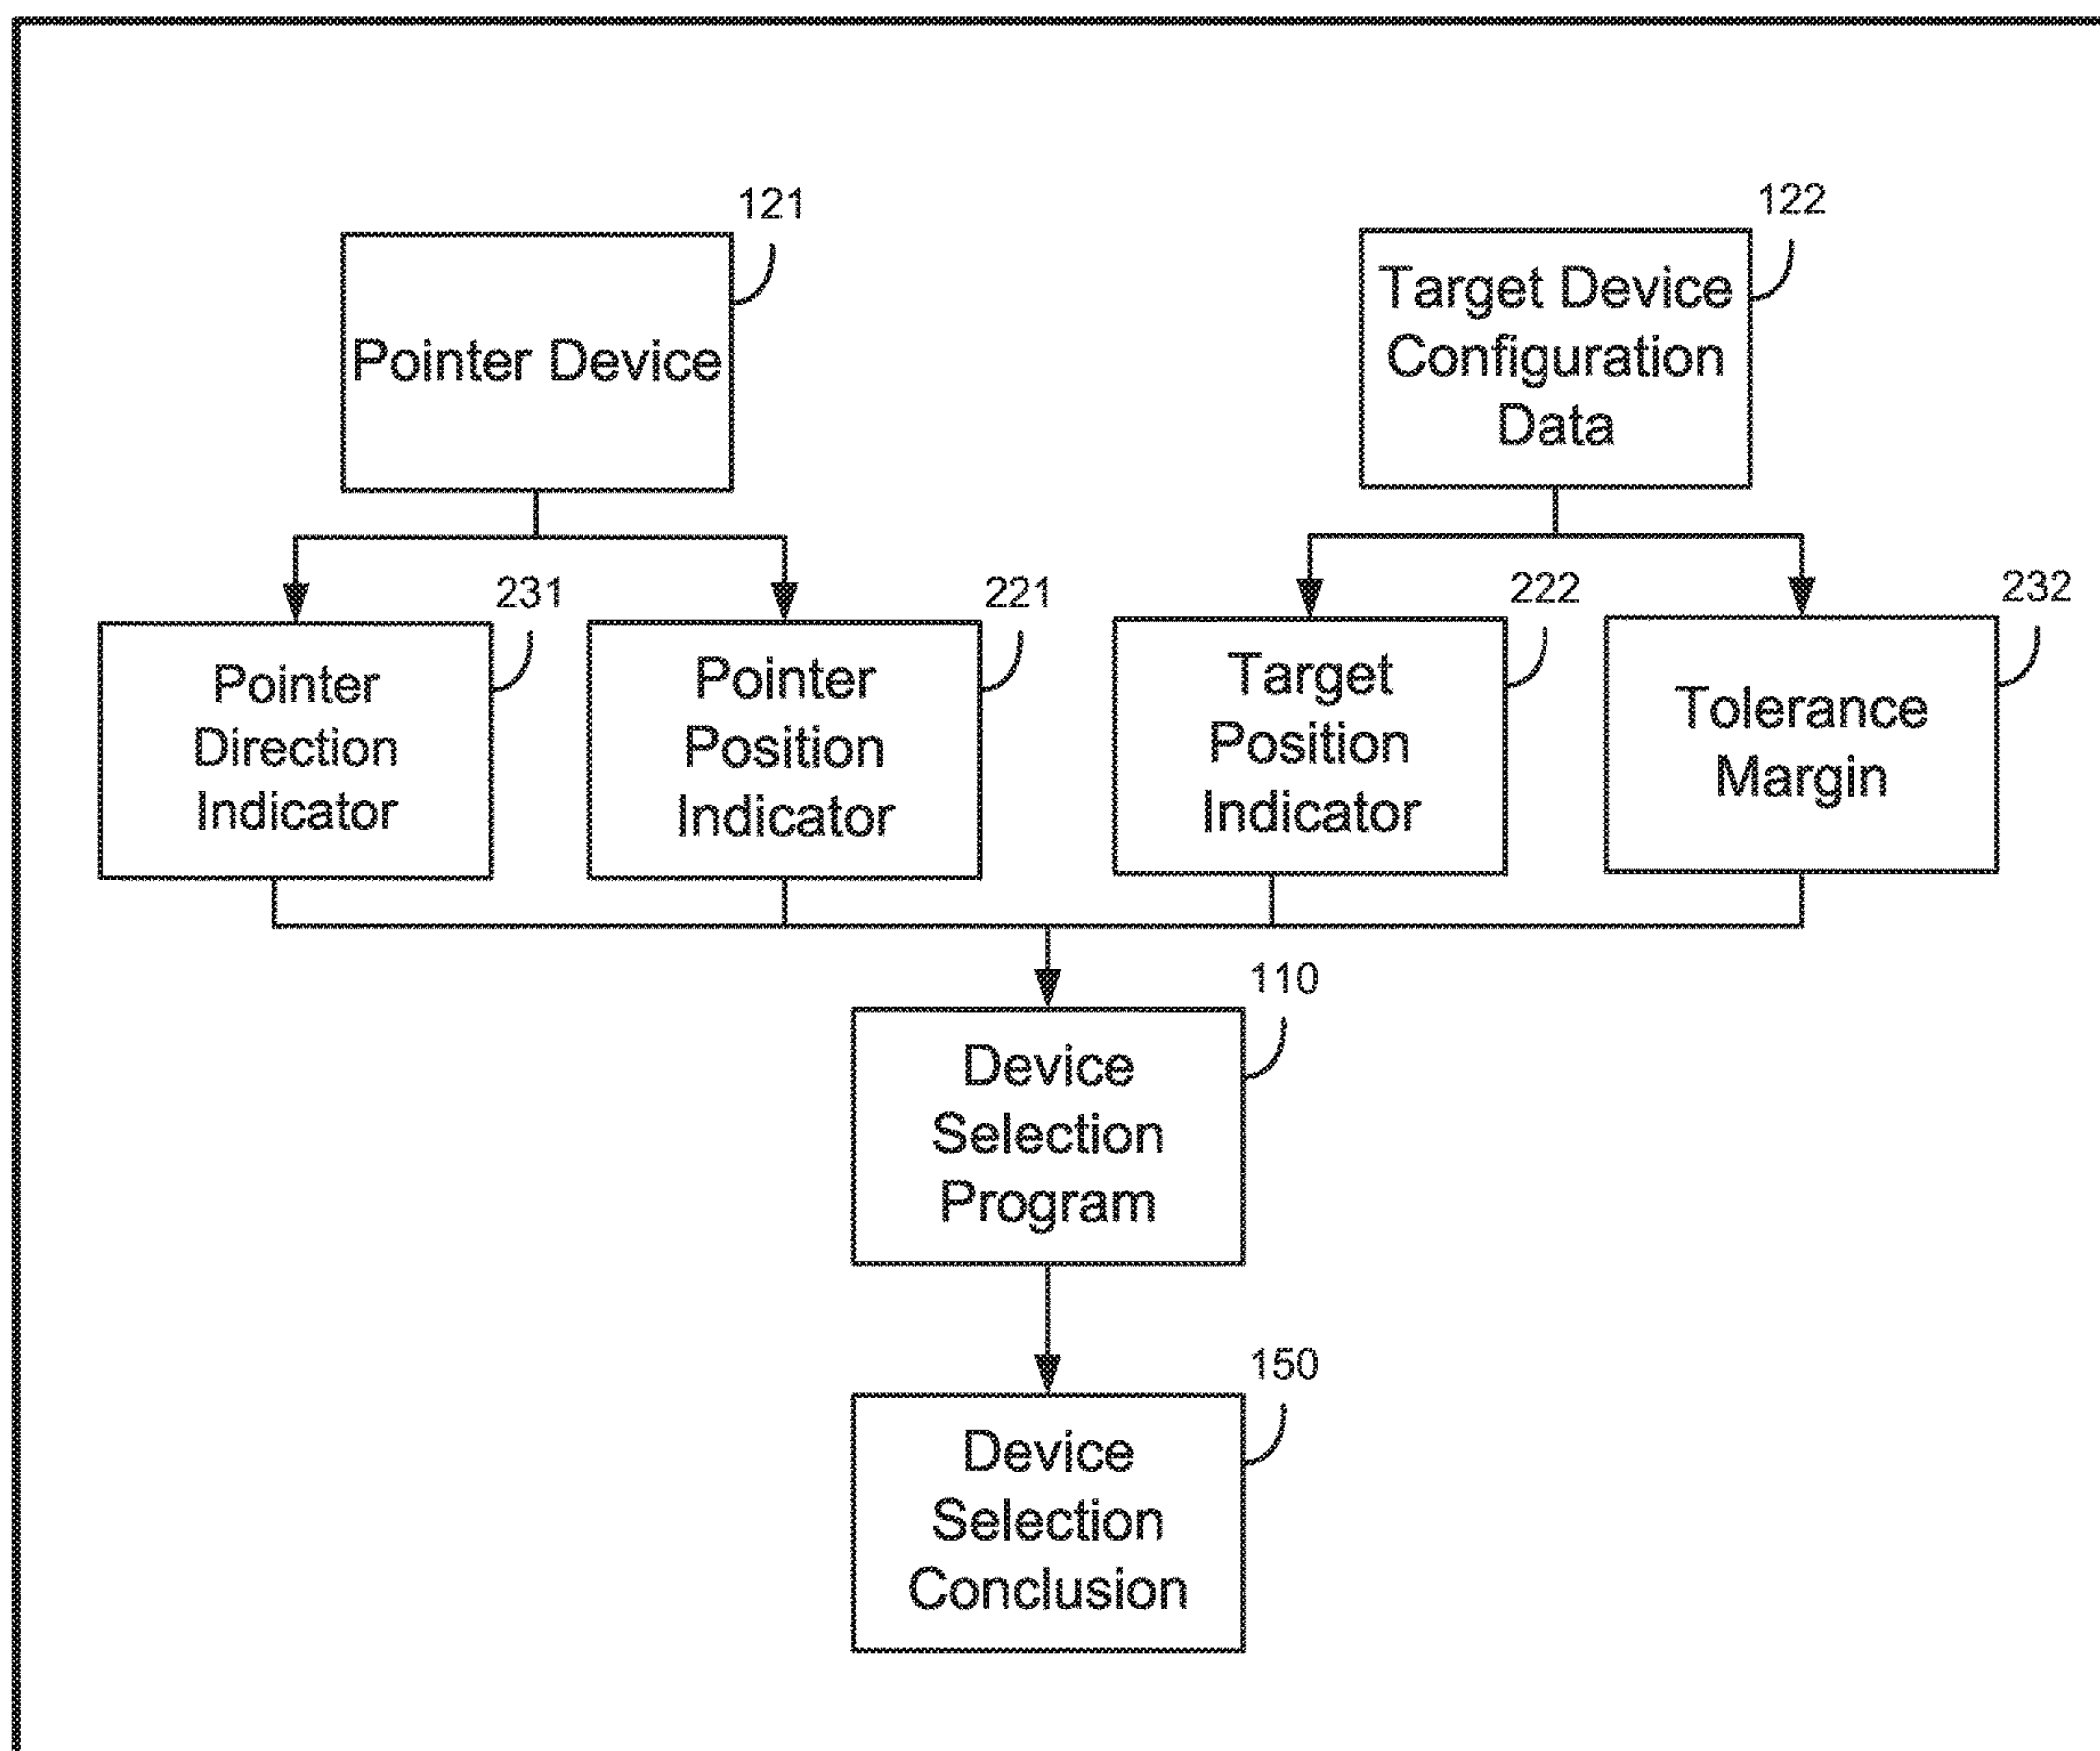 121
Pointer Device
122
Target Device
Configuration
Data
231
Pointer
Direction
Indicator
221
Pointer
Position
Indicator
222
Target
Position
Indicator
232
Tolerance
Margin
110
Device
Selection
Program
150
Device
Selection
Conclusion